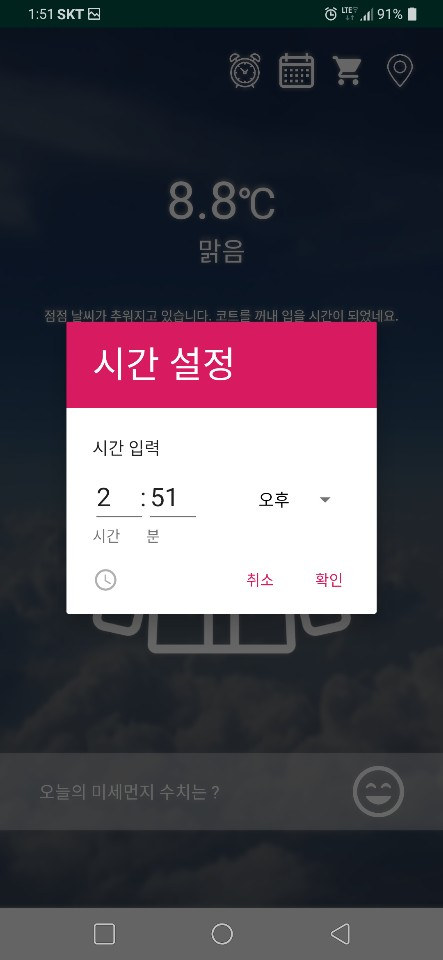 1:51 SKT LTE 91%
8.8℃
맑음
점점 날씨가 추워지고 있습니다. 코트를 꺼내 입을 시간이 되었네요.
시간 설정
시간 입력
2 : 51 오후
시간 분
취소 확인
오늘의 미세먼지 수치는 ?